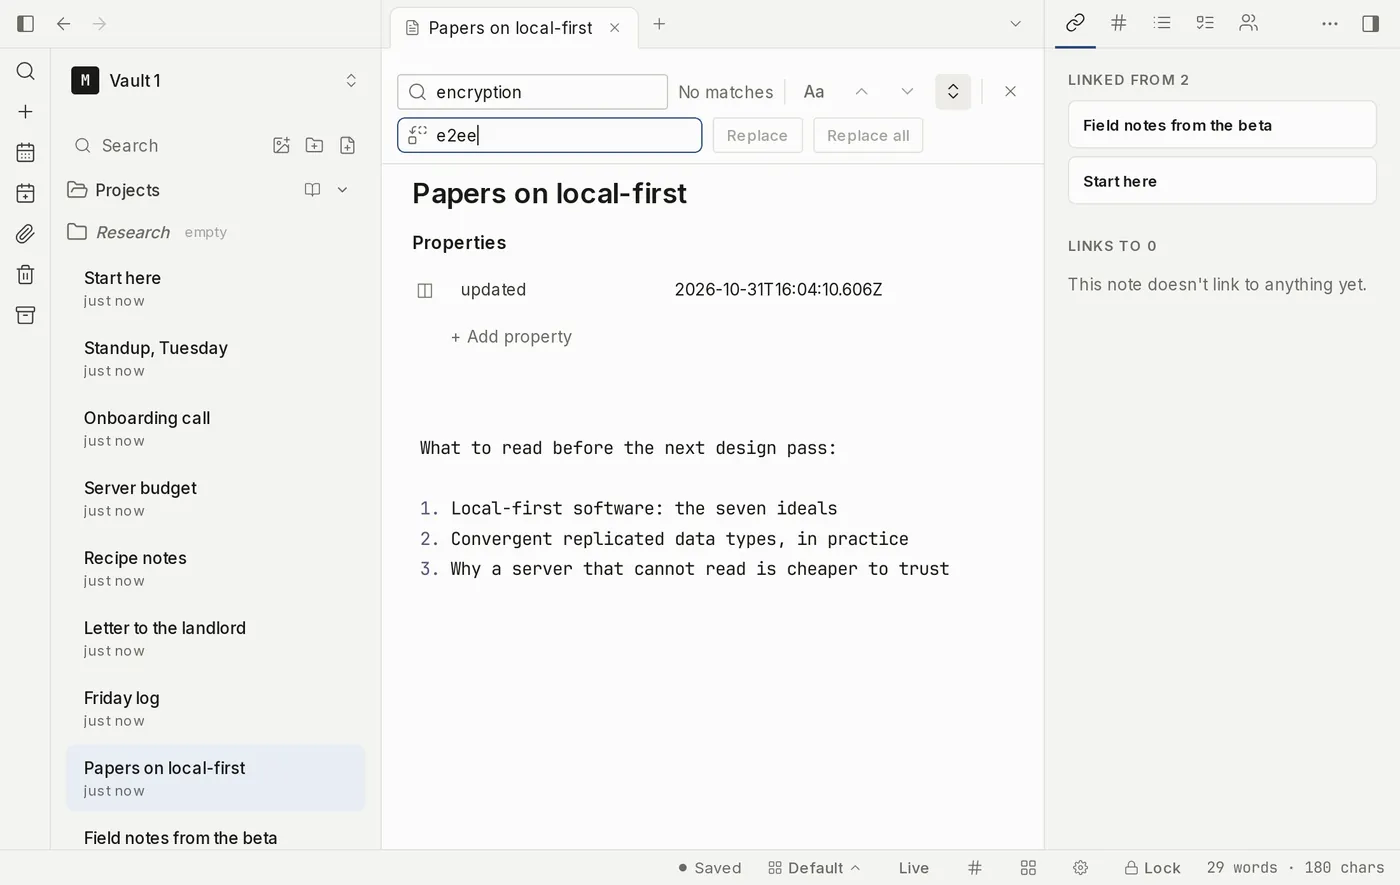 Papers on local-first
M Vault 1
Search
Projects
Research empty
Start here
just now
Standup, Tuesday
just now
Onboarding call
just now
Server budget
just now
Recipe notes
just now
Letter to the landlord
just now
Friday log
just now
Papers on local-first
just now
Field notes from the beta
encryption No matches Aa
e2ee Replace Replace all
Papers on local-first
Properties
updated 2026-10-31T16:04:10.606Z
+ Add property
What to read before the next design pass:
1. Local-first software: the seven ideals
2. Convergent replicated data types, in practice
3. Why a server that cannot read is cheaper to trust
LINKED FROM 2
Field notes from the beta
Start here
LINKS TO 0
This note doesn't link to anything yet.
Saved Default Live Lock 29 words · 180 chars